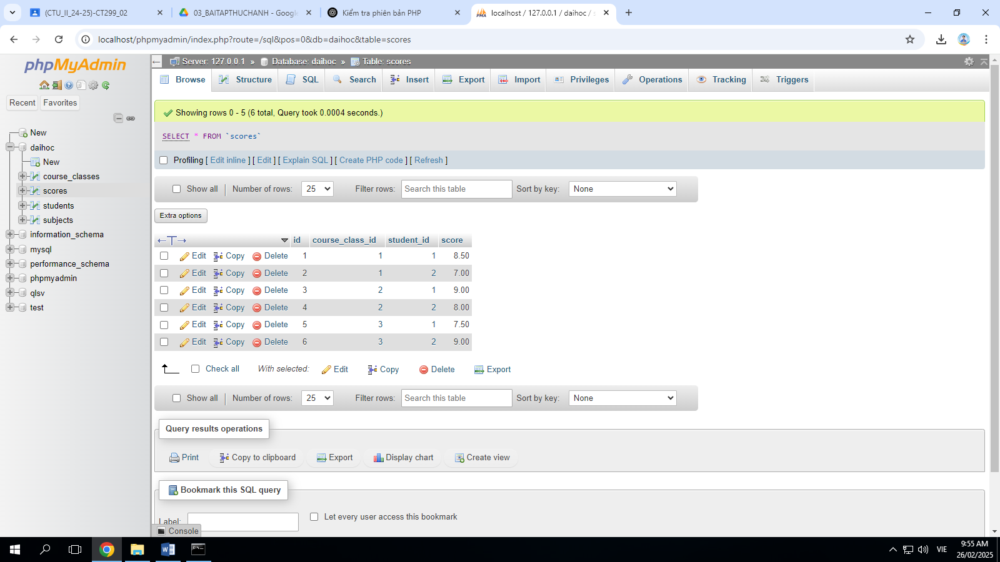 (CTU_II_24-25)-CT299_02
03_BAITAPTHUCHANH - Google
Kiểm tra phiên bản PHP
localhost / 127.0.0.1 / daihoc / s
localhost/phpmyadmin/index.php?route=/sql&pos=0&db=daihoc&table=scores
phpMyAdmin
Recent
Favorites
New
daihoc
New
course_classes
scores
students
subjects
information_schema
mysql
performance_schema
phpmyadmin
qlsv
test
Server: 127.0.0.1 » Database: daihoc » Table: scores
Browse Structure SQL Search Insert Export Import Privileges Operations Tracking Triggers
Showing rows 0 - 5 (6 total, Query took 0.0004 seconds.)
SELECT * FROM `scores`
Profiling [ Edit inline ] [ Edit ] [ Explain SQL ] [ Create PHP code ] [ Refresh ]
Show all Number of rows: 25 Filter rows: Search this table Sort by key: None
Extra options
id course_class_id student_id score
Edit Copy Delete 1 1 1 8.50
Edit Copy Delete 2 1 2 7.00
Edit Copy Delete 3 2 1 9.00
Edit Copy Delete 4 2 2 8.00
Edit Copy Delete 5 3 1 7.50
Edit Copy Delete 6 3 2 9.00
Check all With selected: Edit Copy Delete Export
Show all Number of rows: 25 Filter rows: Search this table Sort by key: None
Query results operations
Print Copy to clipboard Export Display chart Create view
Bookmark this SQL query
Label: Let every user access this bookmark
Console
VIE
9:55 AM
26/02/2025